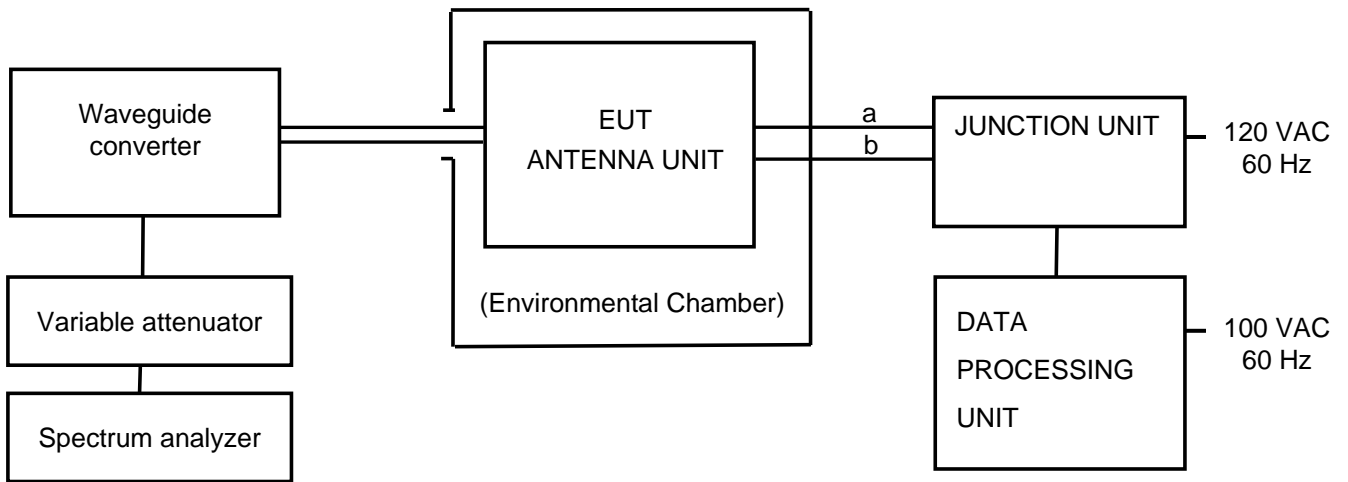 Waveguide
converter
Variable attenuator
Spectrum analyzer
EUT
ANTENNA UNIT
(Environmental Chamber)
a
b
JUNCTION UNIT
120 VAC
60 Hz
DATA
PROCESSING
UNIT
100 VAC
60 Hz